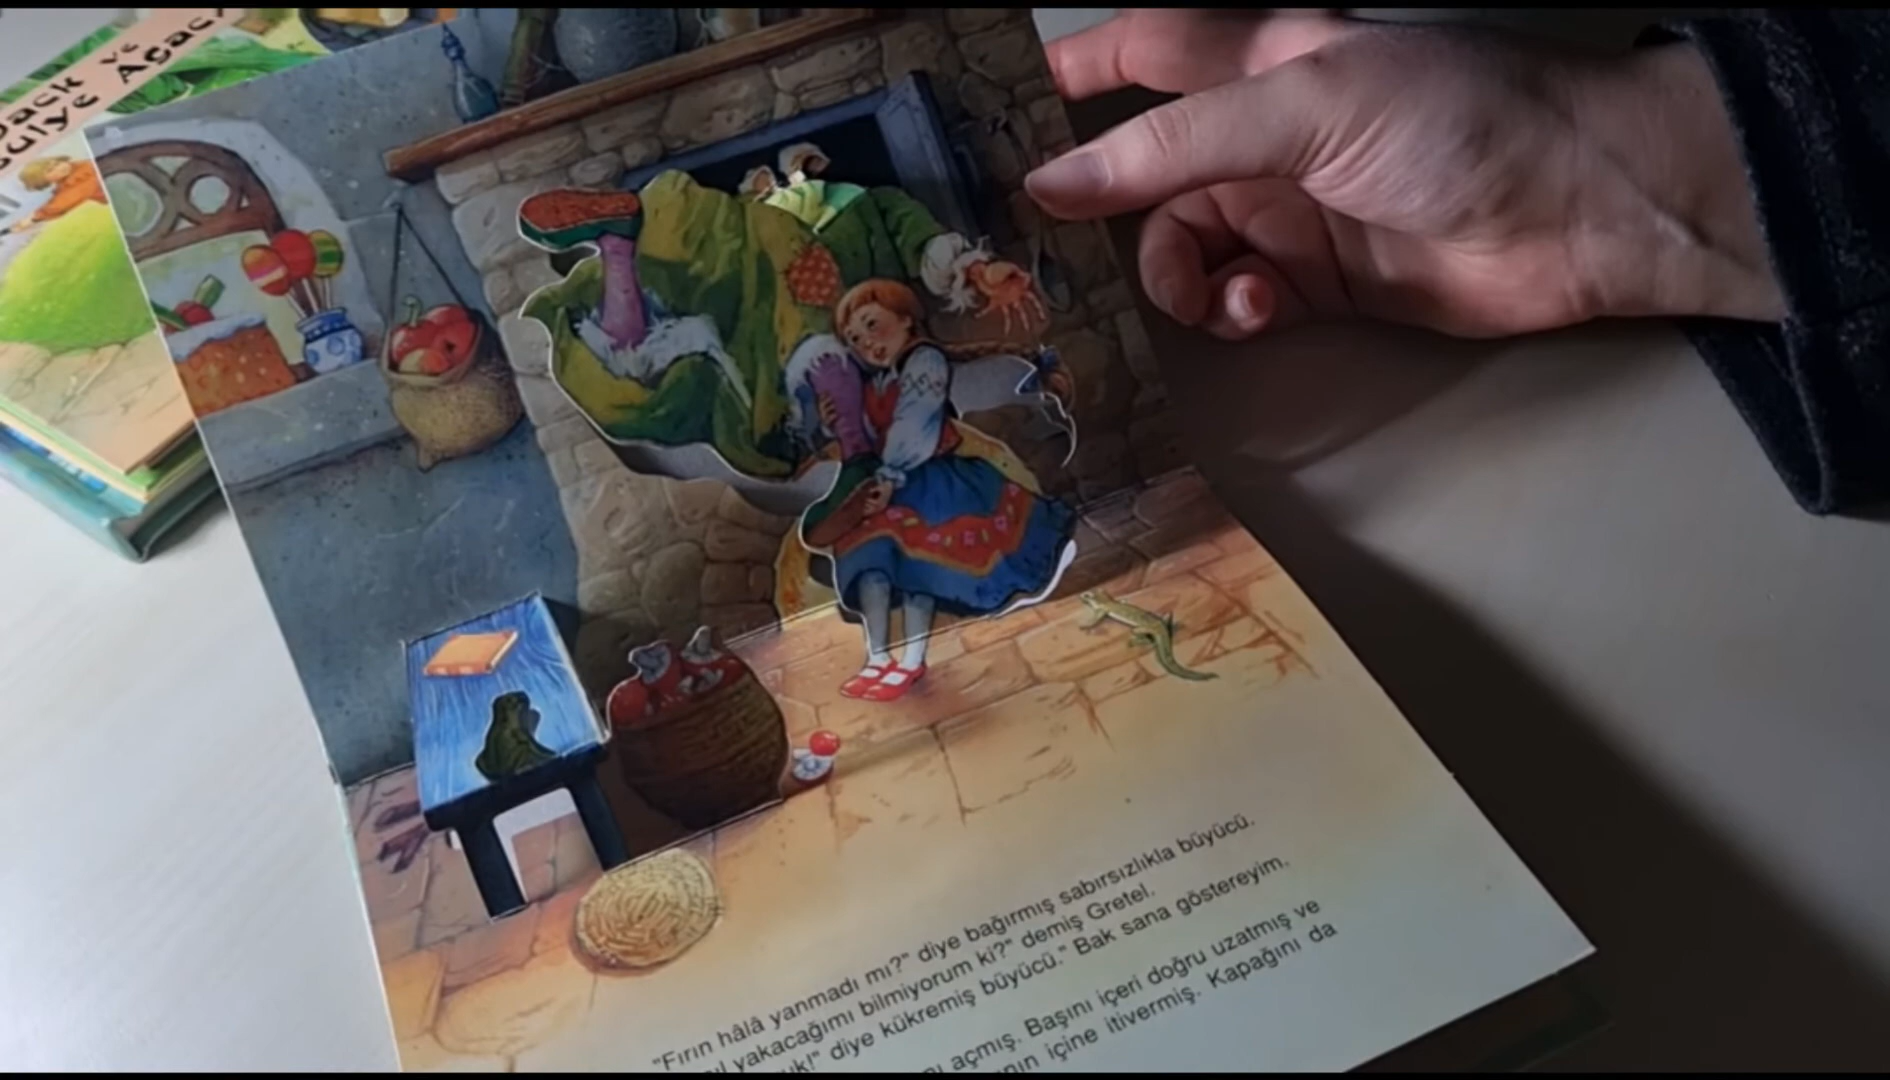 Jack ve
sulye Ağacı
"Fırın hâlâ yanmadı mı?" diye bağırmış sabırsızlıkla büyücü.
yakacağımı bilmiyorum ki?" demiş Gretel.
diye kükremiş büyücü." Bak sana göstereyim.
açmış. Başını içeri doğru uzatmış ve
içine itivermiş. Kapağını da